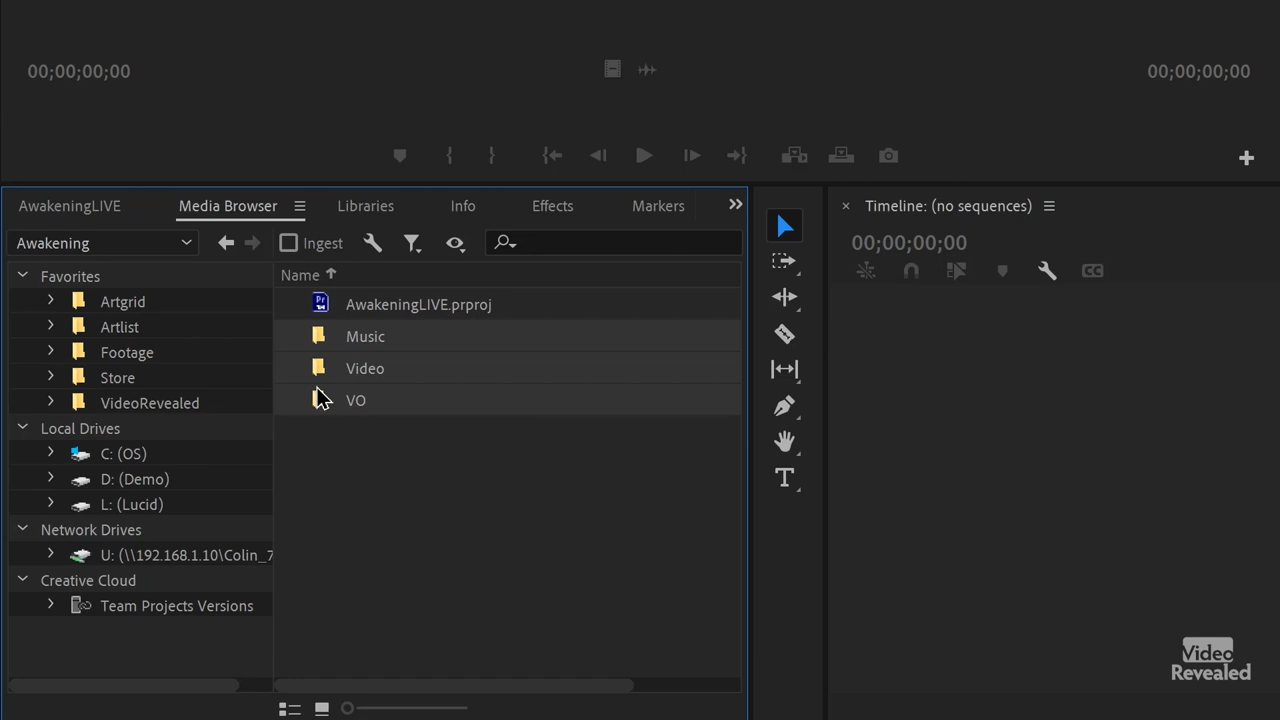 00;00;00;00
00;00;00;00
AwakeningLIVE
Media Browser
Libraries
Info
Effects
Markers
Timeline: (no sequences)
Awakening
Ingest
00;00;00;00
CC
Favorites
Artgrid
Artlist
Footage
Store
VideoRevealed
Local Drives
C: (OS)
D: (Demo)
L: (Lucid)
Network Drives
U: (\\192.168.1.10\Colin_7
Creative Cloud
Team Projects Versions
Name
Pr
AwakeningLIVE.prproj
Music
Video
VO
T
Video
Revealed